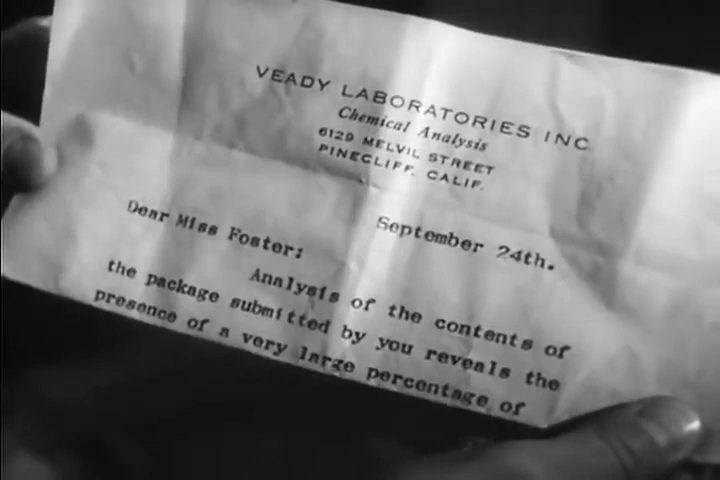 VEADY LABORATORIES INC
Chemical Analysis
6129 MELVIL STREET
PINECLIFF, CALIF.
September 24th.
Dear Miss Foster:
Analysis of the contents of
the package submitted by you reveals the
presence of a very large percentage of